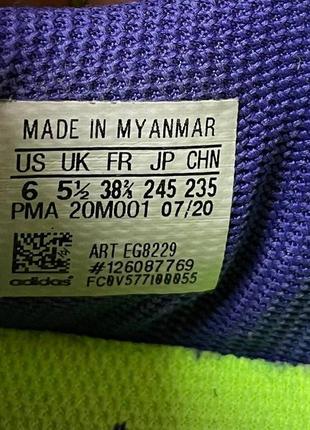 MADE IN MYANMAR
US UK FR JP CHN
6 5½ 38⅔ 245 235
PMA 20M001 07/20
ART EG8229
#126087769
adidas FC0V577I00055